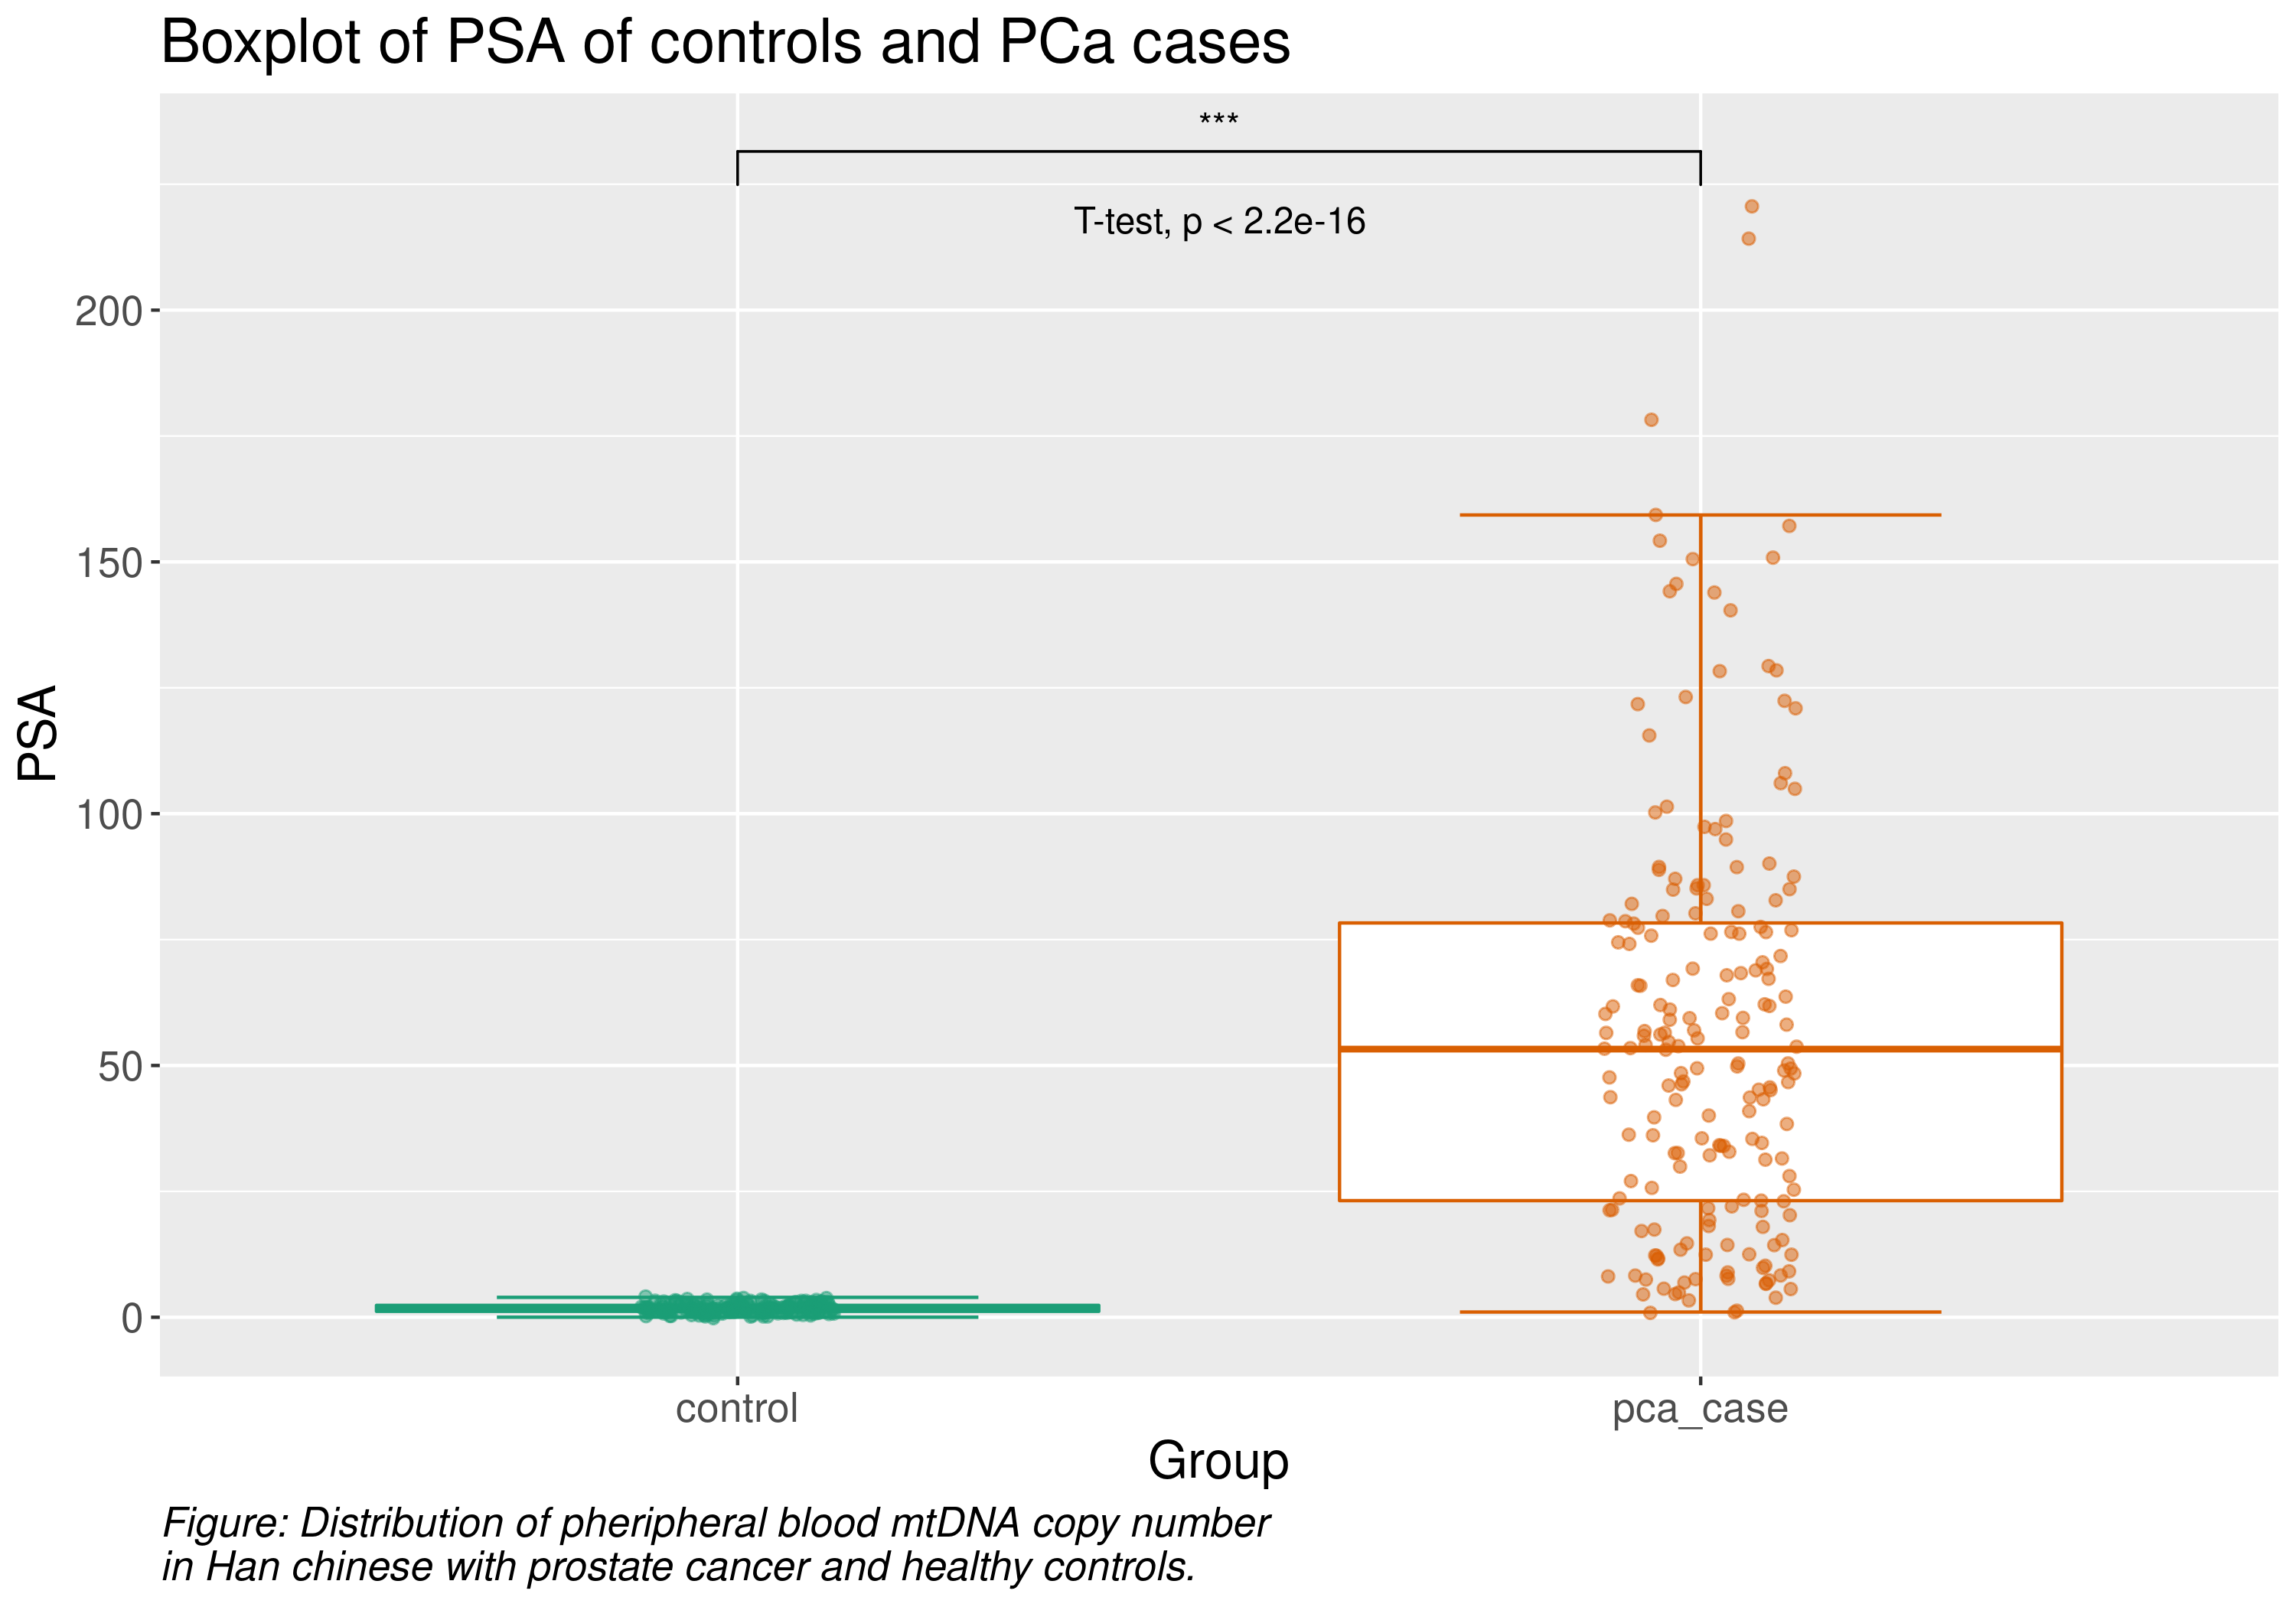 Boxplot of PSA of controls and PCa cases
***
T-test, p < 2.2e-16
200
150
100
50
0
PSA
control
pca_case
Group
Figure: Distribution of pheripheral blood mtDNA copy number
in Han chinese with prostate cancer and healthy controls.